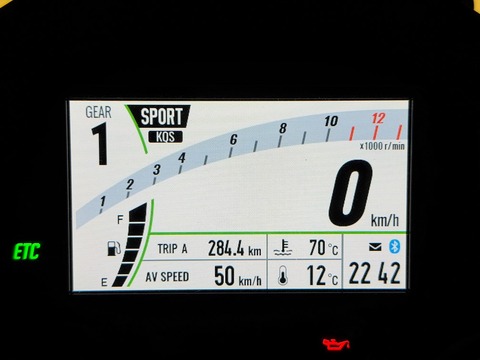 GEAR
1
SPORT
KQS
1 2 3 4 6 8 10 12
x1000 r/min
0 km/h
F
E
ETC
TRIP A 284.4 km
70 °C
AV SPEED 50 km/h
12 °C
22 42